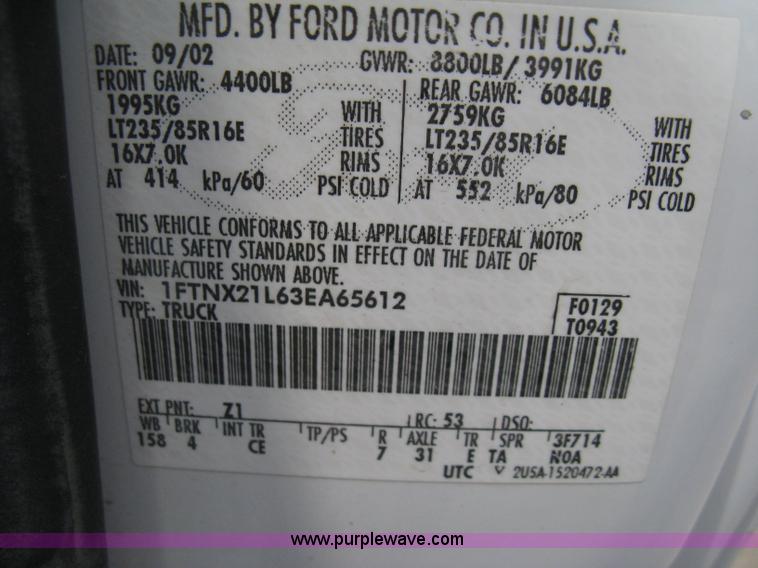 MFD. BY FORD MOTOR CO. IN U.S.A.
DATE: 09/02 GVWR: 8800LB/ 3991KG
FRONT GAWR: 4400LB REAR GAWR: 6084LB
1995KG WITH 2759KG WITH
LT235/85R16E TIRES LT235/85R16E TIRES
16X7.0K RIMS 16X7.0K RIMS
AT 414 kPa/60 PSI COLD AT 552 kPa/80 PSI COLD
THIS VEHICLE CONFORMS TO ALL APPLICABLE FEDERAL MOTOR
VEHICLE SAFETY STANDARDS IN EFFECT ON THE DATE OF
MANUFACTURE SHOWN ABOVE.
VIN: 1FTNX21L63EA65612 F0129
TYPE: TRUCK T0943
EXT PNT: Z1 RC: 53 DSO:
WB BRK INT TR TP/PS R AXLE TR SPR 3F714
158 4 CE 7 31 E TA NOA
UTC V 2U5A-1520472-AA
www.purplewave.com